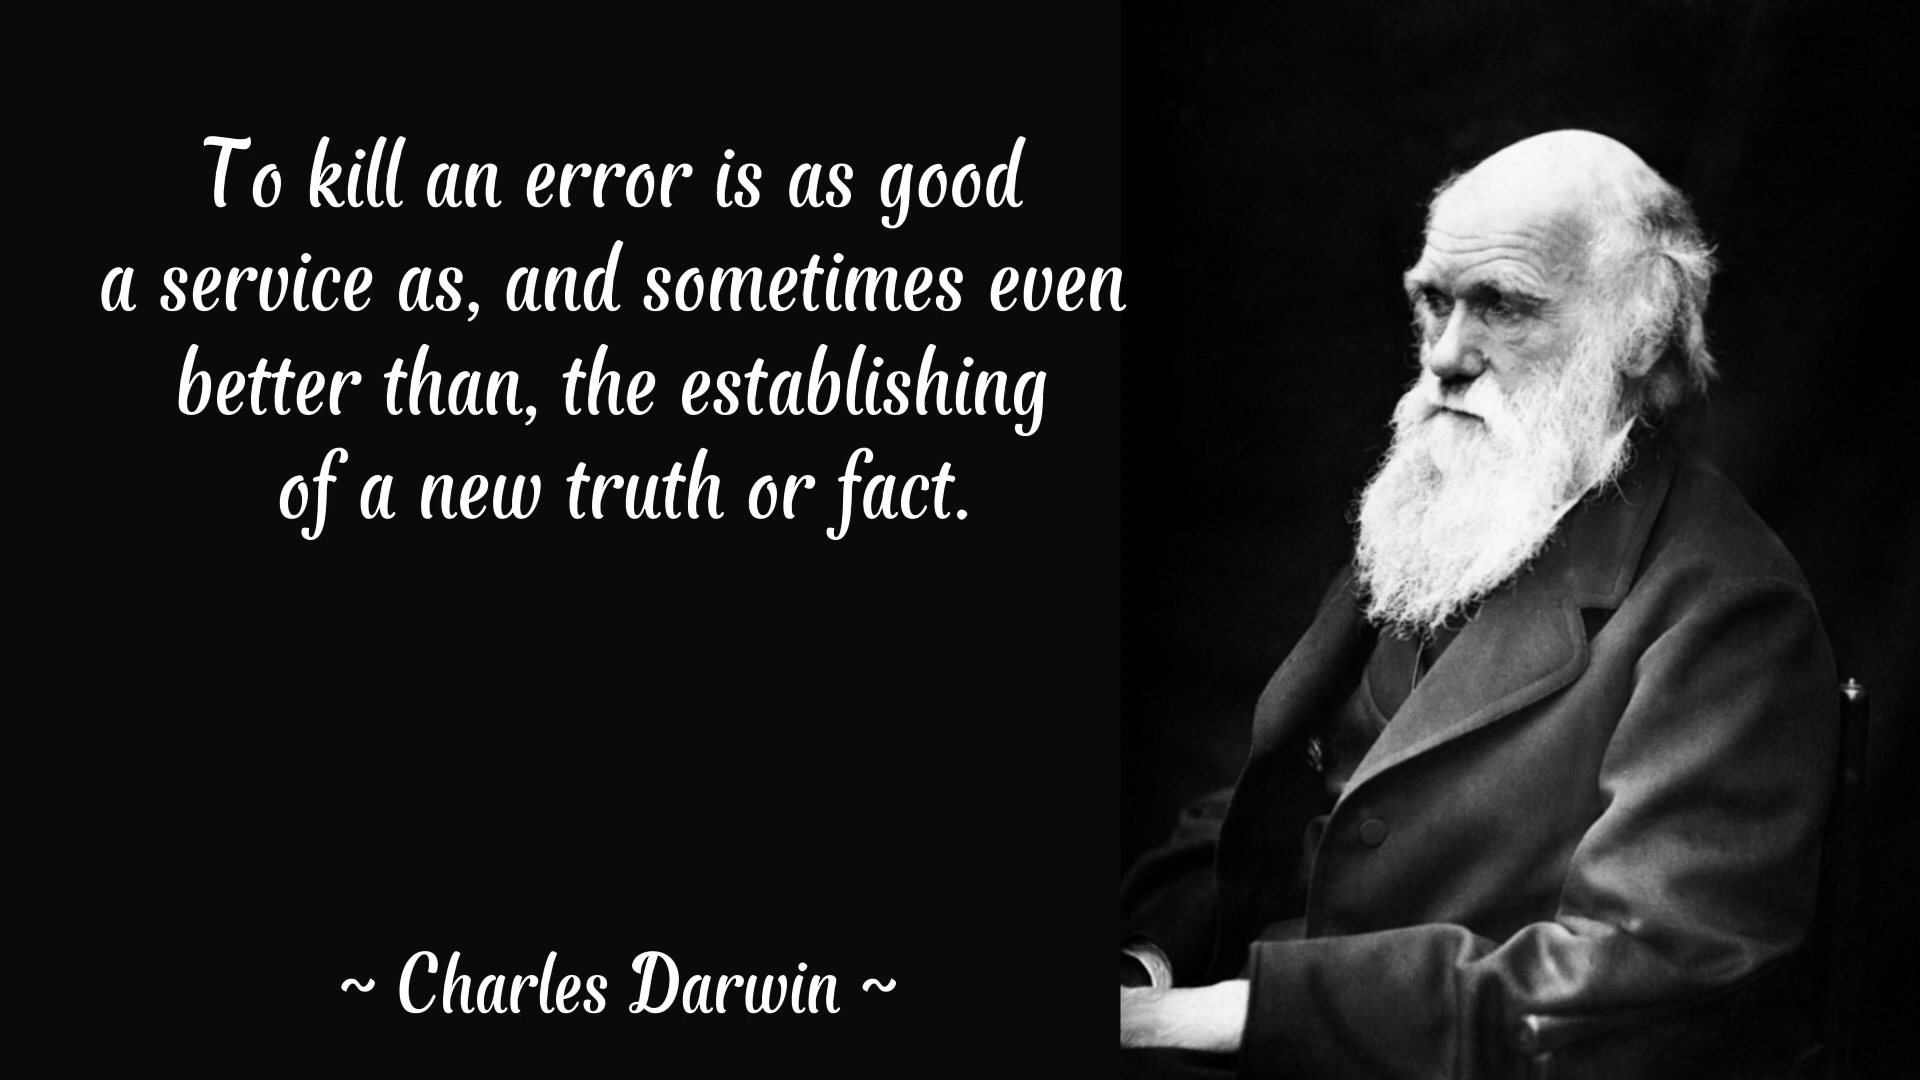 To kill an error is as good
a service as, and sometimes even
better than, the establishing
of a new truth or fact.
~ Charles Darwin ~